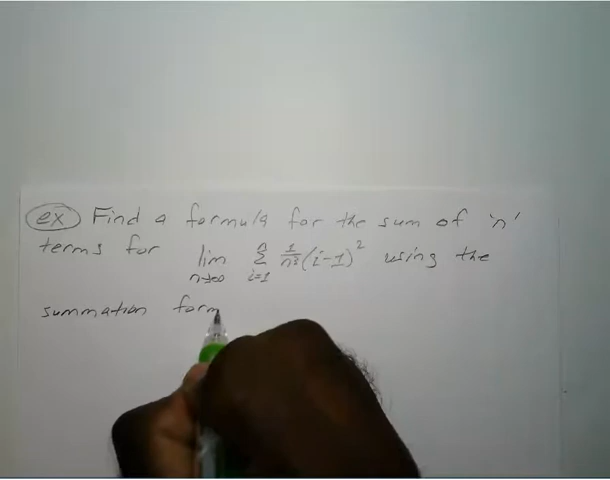 ex Find a formula for the sum of 'n'
terms for lim n→∞ n Σ i=1 1/n³ (i-1)² using the
summation form